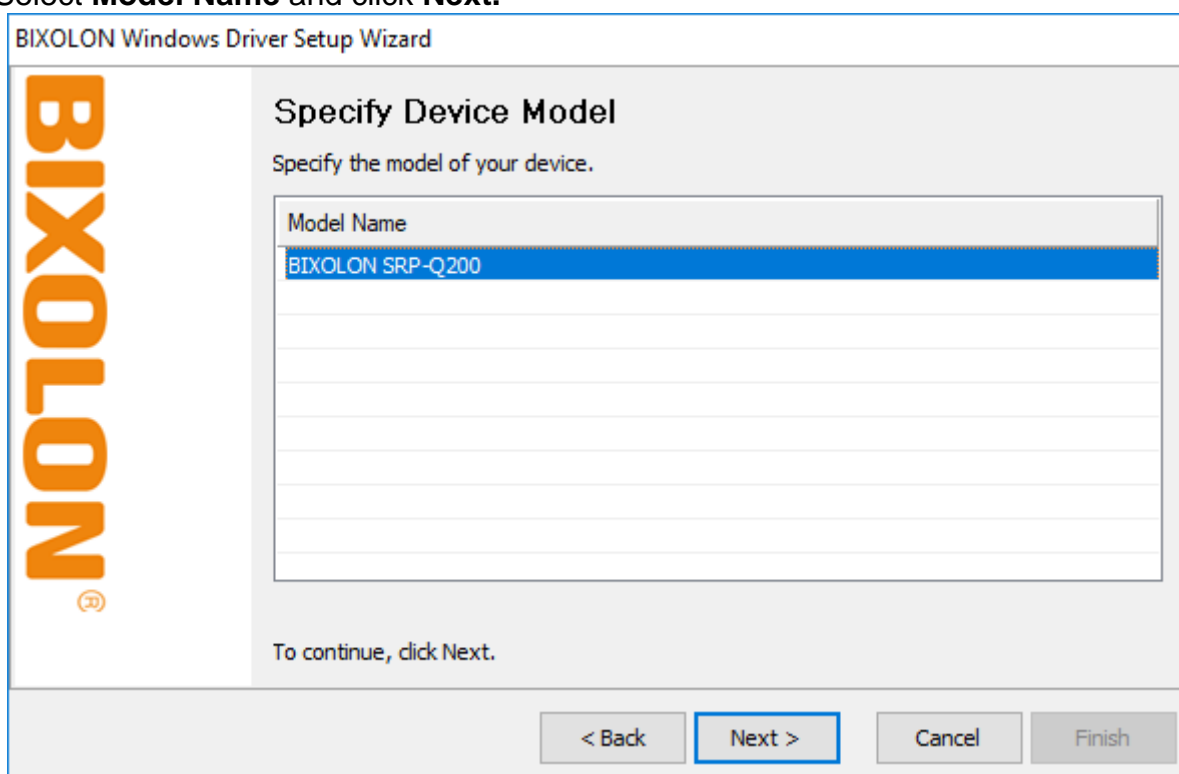 Select Model Name and click Next.
BIXOLON Windows Driver Setup Wizard
BIXOLON®
Specify Device Model
Specify the model of your device.
Model Name
BIXOLON SRP-Q200
To continue, click Next.
< Back Next > Cancel Finish